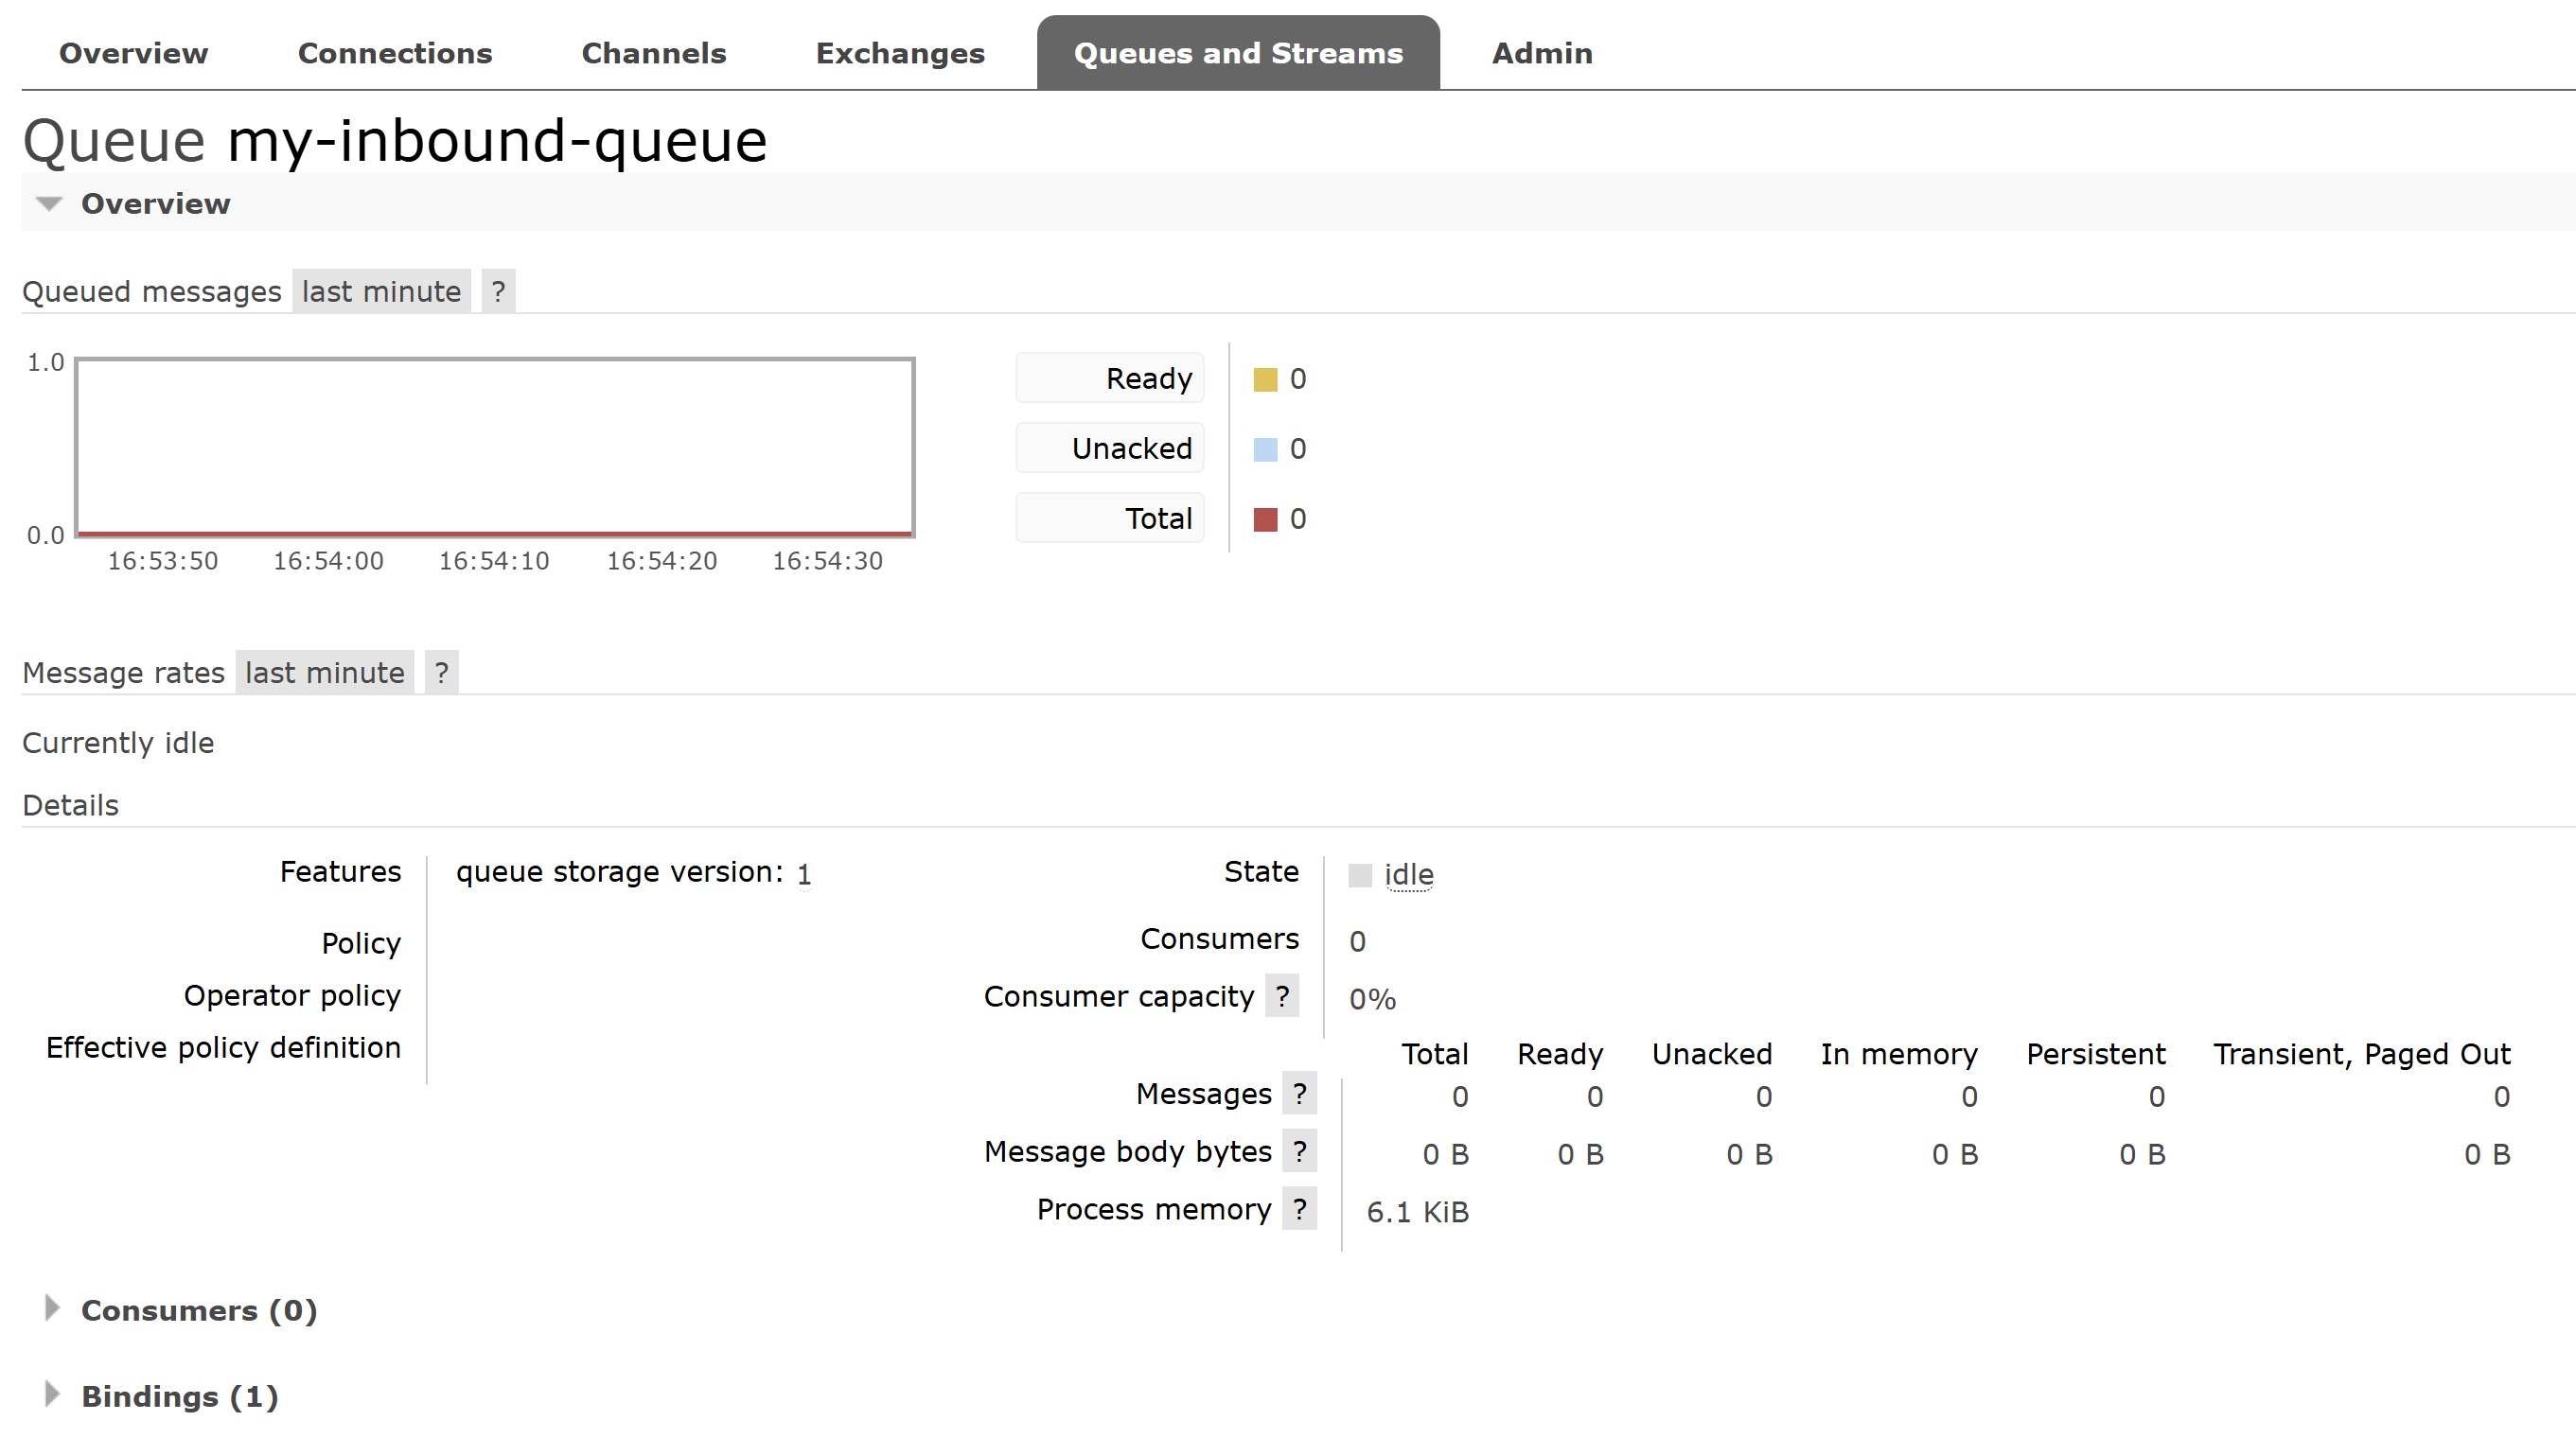 Overview Connections Channels Exchanges Queues and Streams Admin
Queue my-inbound-queue
Overview
Queued messages last minute ?
1.0
0.0
16:53:50 16:54:00 16:54:10 16:54:20 16:54:30
Ready 0
Unacked 0
Total 0
Message rates last minute ?
Currently idle
Details
Features queue storage version: 1
Policy
Operator policy
Effective policy definition
State idle
Consumers 0
Consumer capacity ? 0%
Total Ready Unacked In memory Persistent Transient, Paged Out
Messages ? 0 0 0 0 0 0
Message body bytes ? 0 B 0 B 0 B 0 B 0 B 0 B
Process memory ? 6.1 KiB
Consumers (0)
Bindings (1)